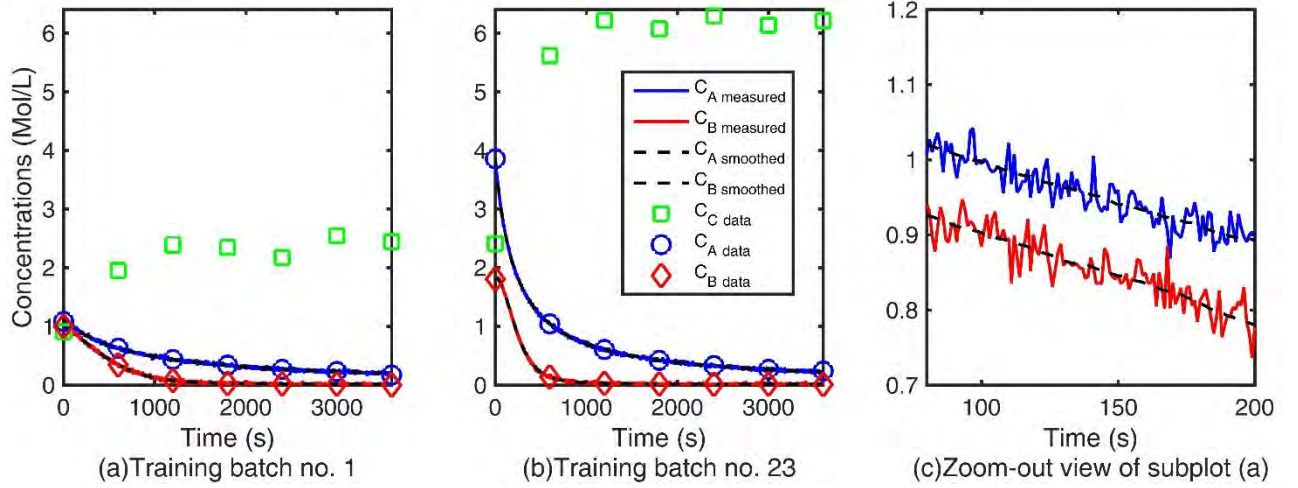 Concentrations (Mol/L)
6
5
4
3
2
1
0
0
1000
2000
3000
Time (s)
(a)Training batch no. 1
6
5
4
3
2
1
0
0
1000
2000
3000
Time (s)
(b)Training batch no. 23
C_A measured
C_B measured
C_A smoothed
C_B smoothed
C_C data
C_A data
C_B data
1.2
1.1
1
0.9
0.8
0.7
100
150
200
Time (s)
(c)Zoom-out view of subplot (a)